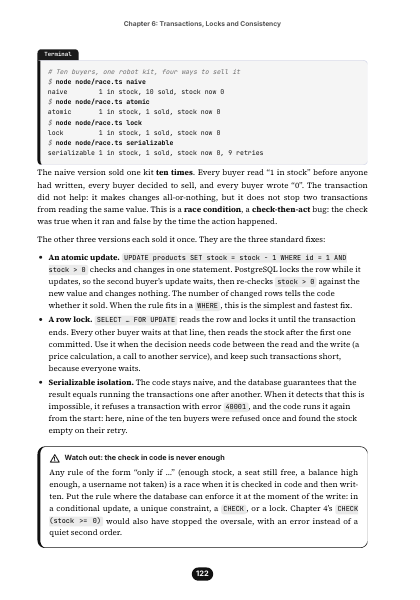 Chapter 6: Transactions, Locks and Consistency
Terminal
# Ten buyers, one robot kit, four ways to sell it
$ node node/race.ts naive
naive 1 in stock, 10 sold, stock now 0
$ node node/race.ts atomic
atomic 1 in stock, 1 sold, stock now 0
$ node node/race.ts lock
lock 1 in stock, 1 sold, stock now 0
$ node node/race.ts serializable
serializable 1 in stock, 1 sold, stock now 0, 9 retries
The naive version sold one kit ten times. Every buyer read “1 in stock” before anyone
had written, every buyer decided to sell, and every buyer wrote “0”. The transaction
did not help: it makes changes all-or-nothing, but it does not stop two transactions
from reading the same value. This is a race condition, a check-then-act bug: the check
was true when it ran and false by the time the action happened.
The other three versions each sold it once. They are the three standard fixes:
• An atomic update. UPDATE products SET stock = stock - 1 WHERE id = 1 AND
stock > 0 checks and changes in one statement. PostgreSQL locks the row while it
updates, so the second buyer’s update waits, then re-checks stock > 0 against the
new value and changes nothing. The number of changed rows tells the code
whether it sold. When the rule fits in a WHERE, this is the simplest and fastest fix.
• A row lock. SELECT … FOR UPDATE reads the row and locks it until the transaction
ends. Every other buyer waits at that line, then reads the stock after the first one
committed. Use it when the decision needs code between the read and the write (a
price calculation, a call to another service), and keep such transactions short,
because everyone waits.
• Serializable isolation. The code stays naive, and the database guarantees that the
result equals running the transactions one after another. When it detects that this is
impossible, it refuses a transaction with error 40001, and the code runs it again
from the start: here, nine of the ten buyers were refused once and found the stock
empty on their retry.
Watch out: the check in code is never enough
Any rule of the form “only if …” (enough stock, a seat still free, a balance high
enough, a username not taken) is a race when it is checked in code and then writ-
ten. Put the rule where the database can enforce it at the moment of the write: in
a conditional update, a unique constraint, a CHECK, or a lock. Chapter 4’s CHECK
(stock >= 0) would also have stopped the oversale, with an error instead of a
quiet second order.
122